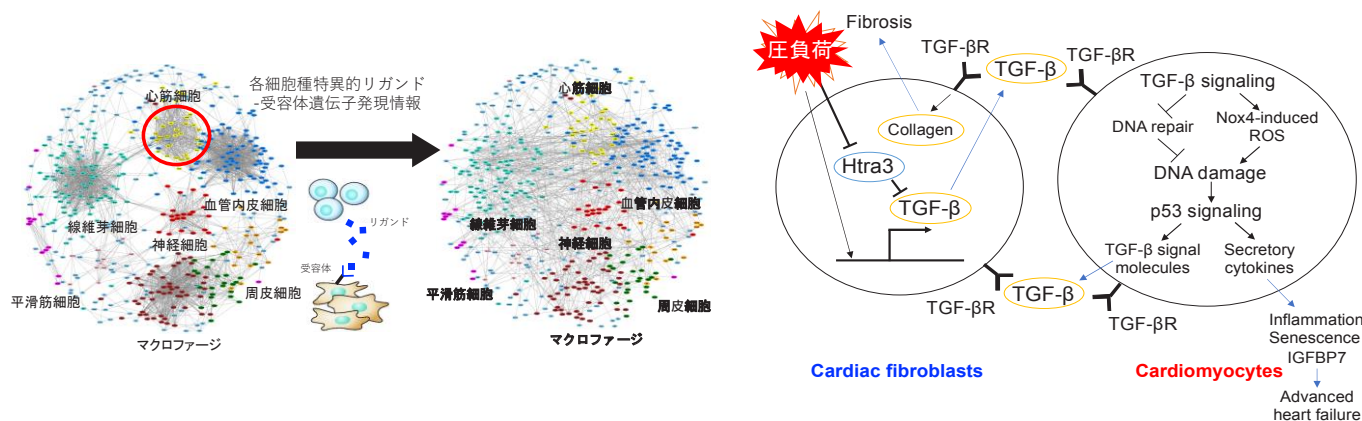 心筋細胞
血管内皮細胞
線維芽細胞
神経細胞
平滑筋細胞
周皮細胞
マクロファージ
各細胞種特異的リガンド
-受容体遺伝子発現情報
リガンド
受容体
心筋細胞
血管内皮細胞
線維芽細胞
神経細胞
平滑筋細胞
周皮細胞
マクロファージ
圧負荷
Fibrosis
TGF-βR
TGF-β
TGF-βR
Collagen
Htra3
TGF-β
TGF-β signaling
DNA repair
Nox4-induced
ROS
DNA damage
p53 signaling
TGF-β signal
molecules
Secretory
cytokines
TGF-βR
TGF-β
TGF-βR
Inflammation
Senescence
IGFBP7
Advanced
heart failure
Cardiac fibroblasts
Cardiomyocytes